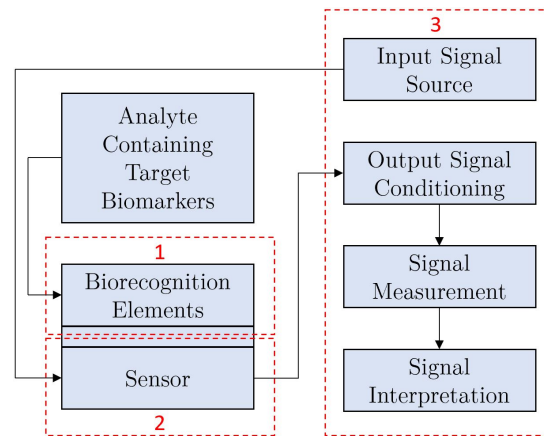 3
Input Signal
Source
Analyte
Containing
Target
Biomarkers
Output Signal
Conditioning
1
Biorecognition
Elements
Signal
Measurement
Sensor
2
Signal
Interpretation